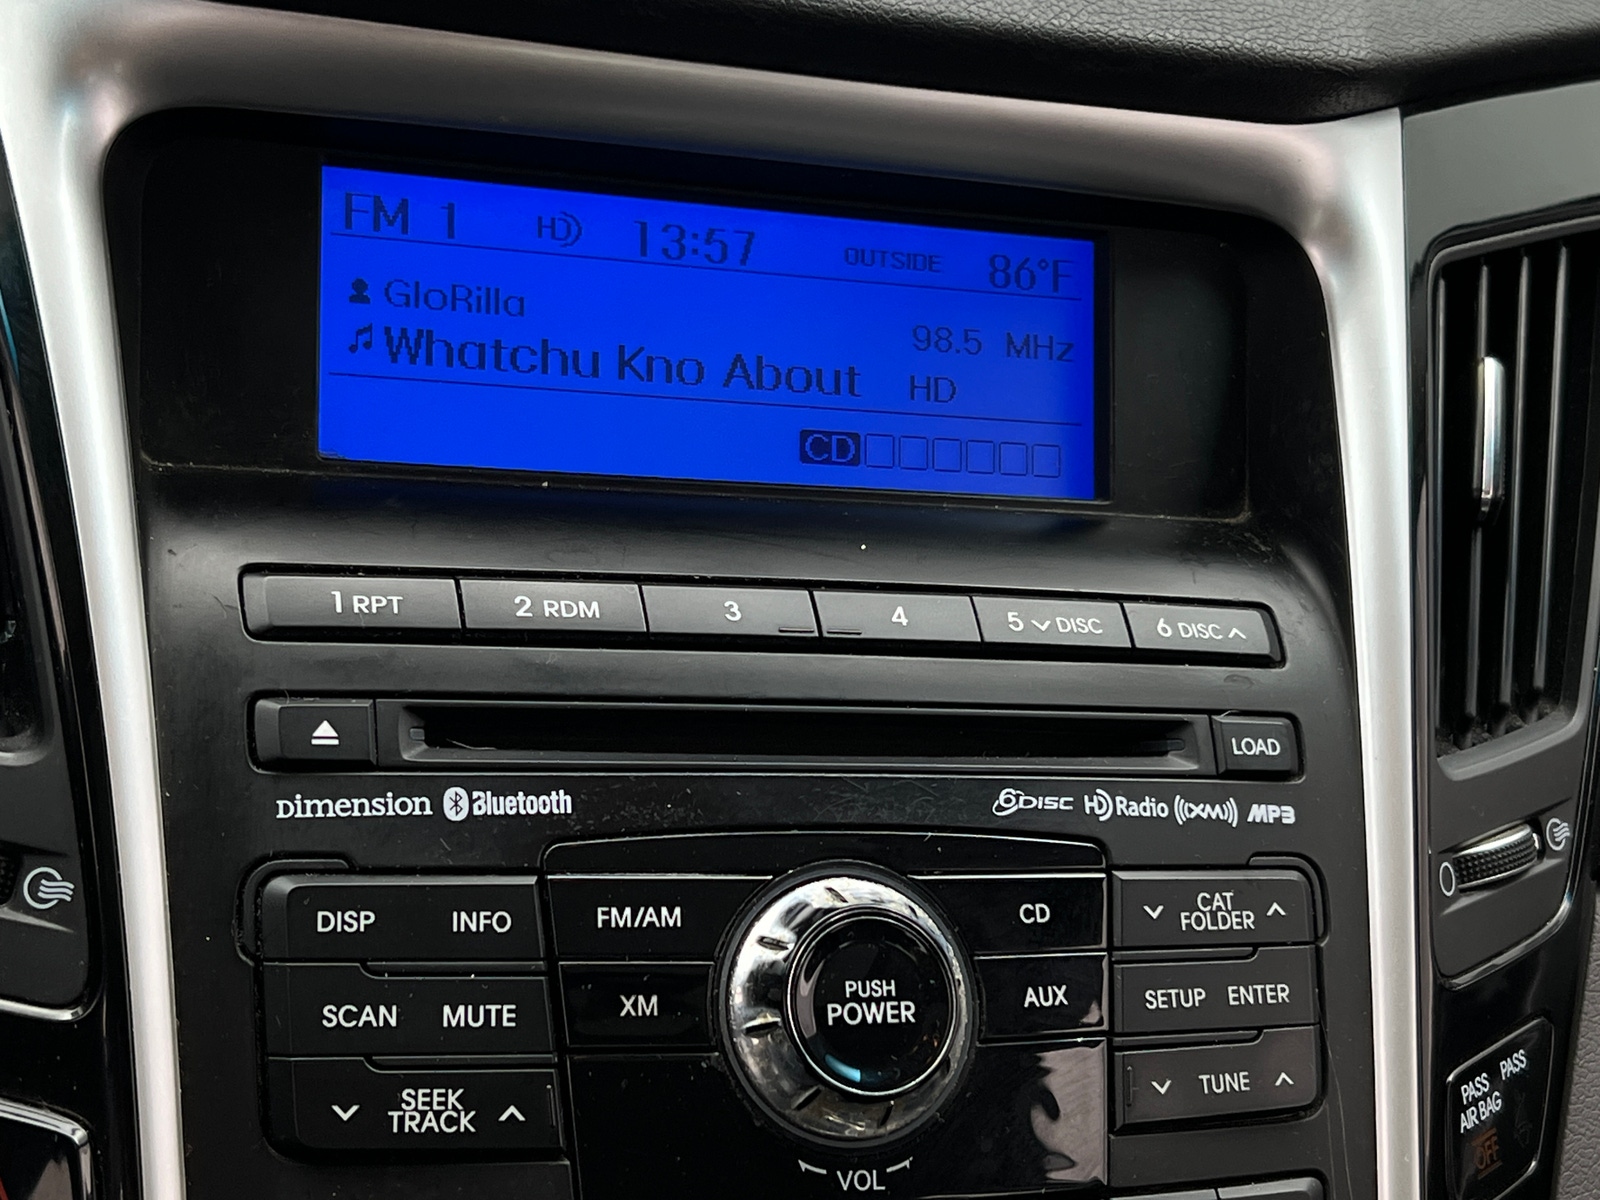 FM 1 HD 13:57 OUTSIDE 86°F
GloRilla
98.5 MHz
Whatchu Kno About HD
CD
1 RPT 2 RDM 3 4 5 DISC 6 DISC
LOAD
Dimension Bluetooth 6DISC HD Radio ((XM)) MP3
DISP INFO FM/AM CD CAT
FOLDER
SCAN MUTE XM PUSH
POWER AUX SETUP ENTER
SEEK
TRACK TUNE
VOL
PASS PASS
AIR BAG
OFF